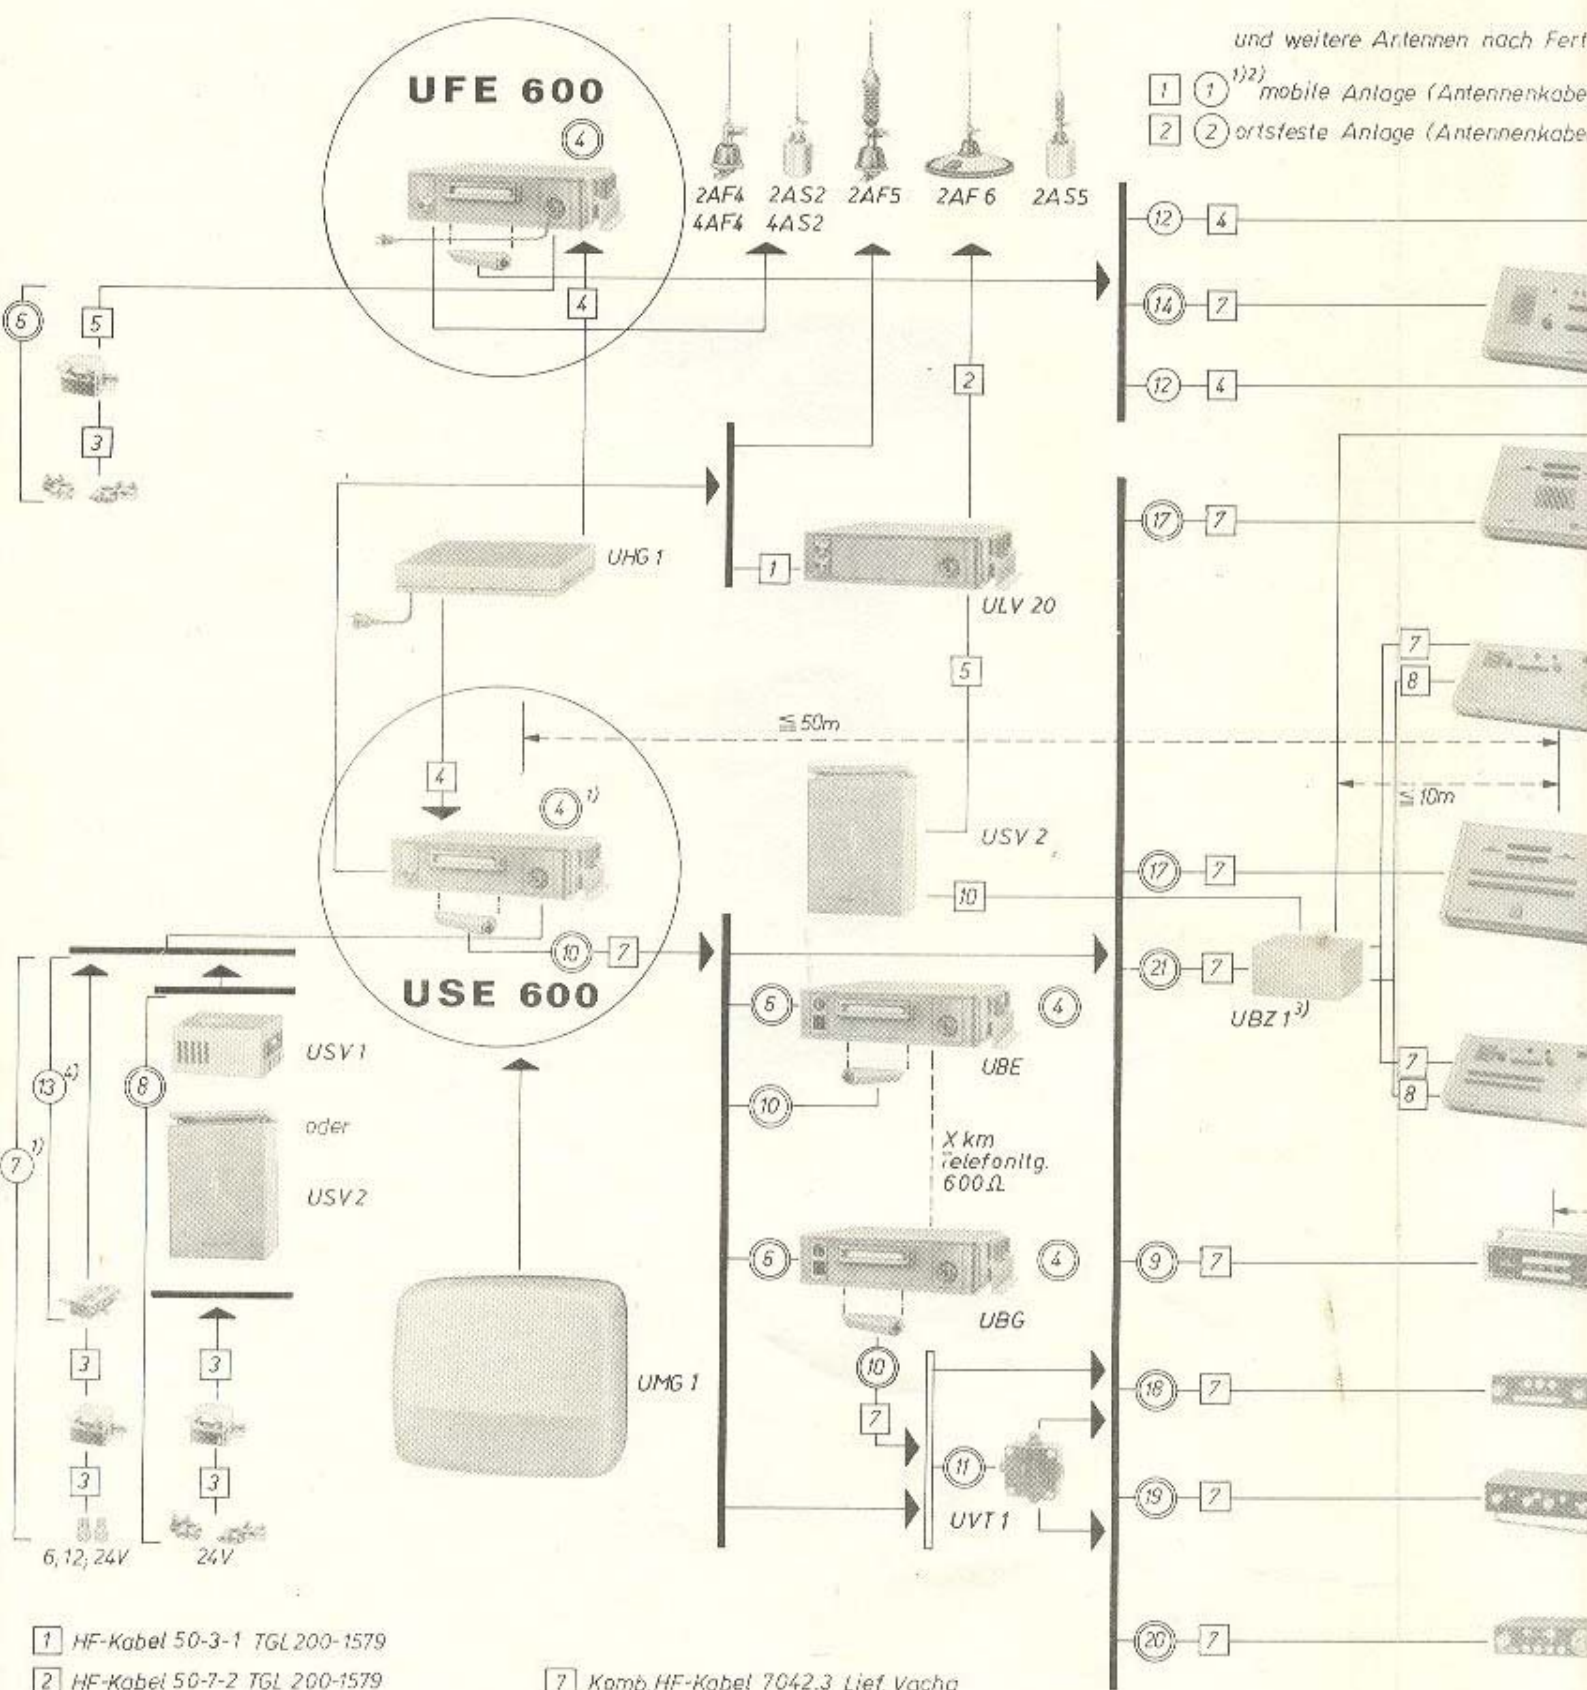 und weitere Antennen nach Fert
1 1 1)2) mobile Anlage (Antennenkabe
2 2 ortsfeste Anlage (Antennenkabe
UFE 600
4
2AF4 2AS2 2AF5 2AF6 2AS5
4AF4 4AS2
12 4
6 5
4
14 7
2
12 4
3
17 7
UHG 1
1
ULV 20
7
5
8
≦ 50m
4
4 1)
≦ 10m
USV 2
17 7
10
10 7
USE 600
21 7
UBZ 1 3)
6
4
UBE
USV 1
13 4)
8
7
8
10
oder
X km
Telefonltg.
600Ω
7 1)
USV 2
6
4
9 7
UBG
3
3
10
UMG 1
18 7
7
3
3
11
UVT 1
19 7
6, 12, 24V
24V
20 7
1 HF-Kabel 50-3-1 TGL 200-1579
2 HF-Kabel 50-7-2 TGL 200-1579
7 Komb. HF-Kabel 7042.3 Lief. Vacha